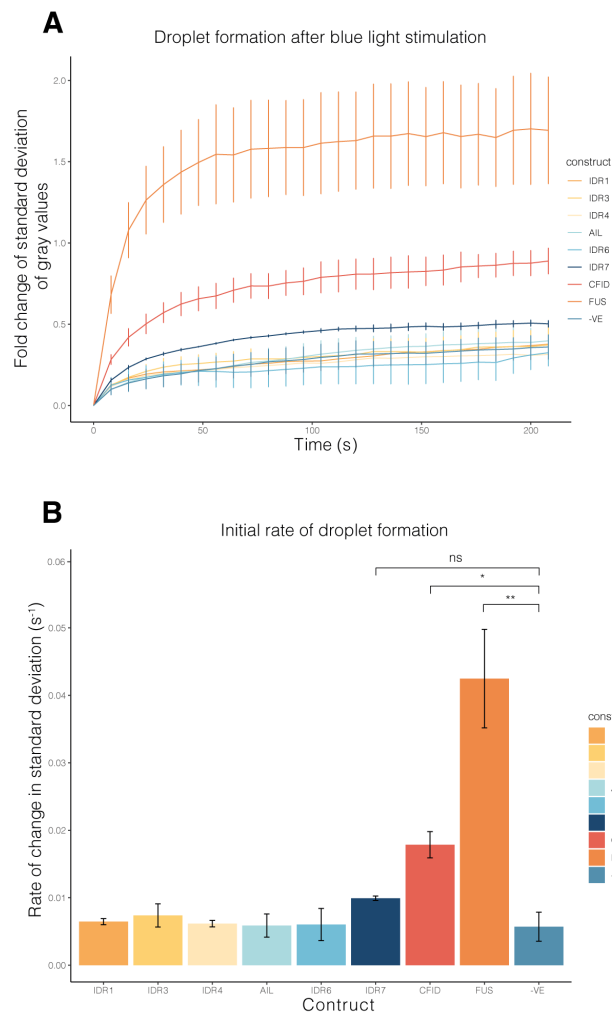 A
Droplet formation after blue light stimulation
Fold change of standard deviation
of gray values
2.0
1.5
1.0
0.5
0.0
0
50
100
150
200
Time (s)
construct
IDR1
IDR3
IDR4
AIL
IDR6
IDR7
CFID
FUS
-VE
B
Initial rate of droplet formation
Rate of change in standard deviation (s-1)
0.06
0.05
0.04
0.03
0.02
0.01
0.00
ns
*
**
IDR1
IDR3
IDR4
AIL
IDR6
IDR7
CFID
FUS
-VE
Contruct
cons